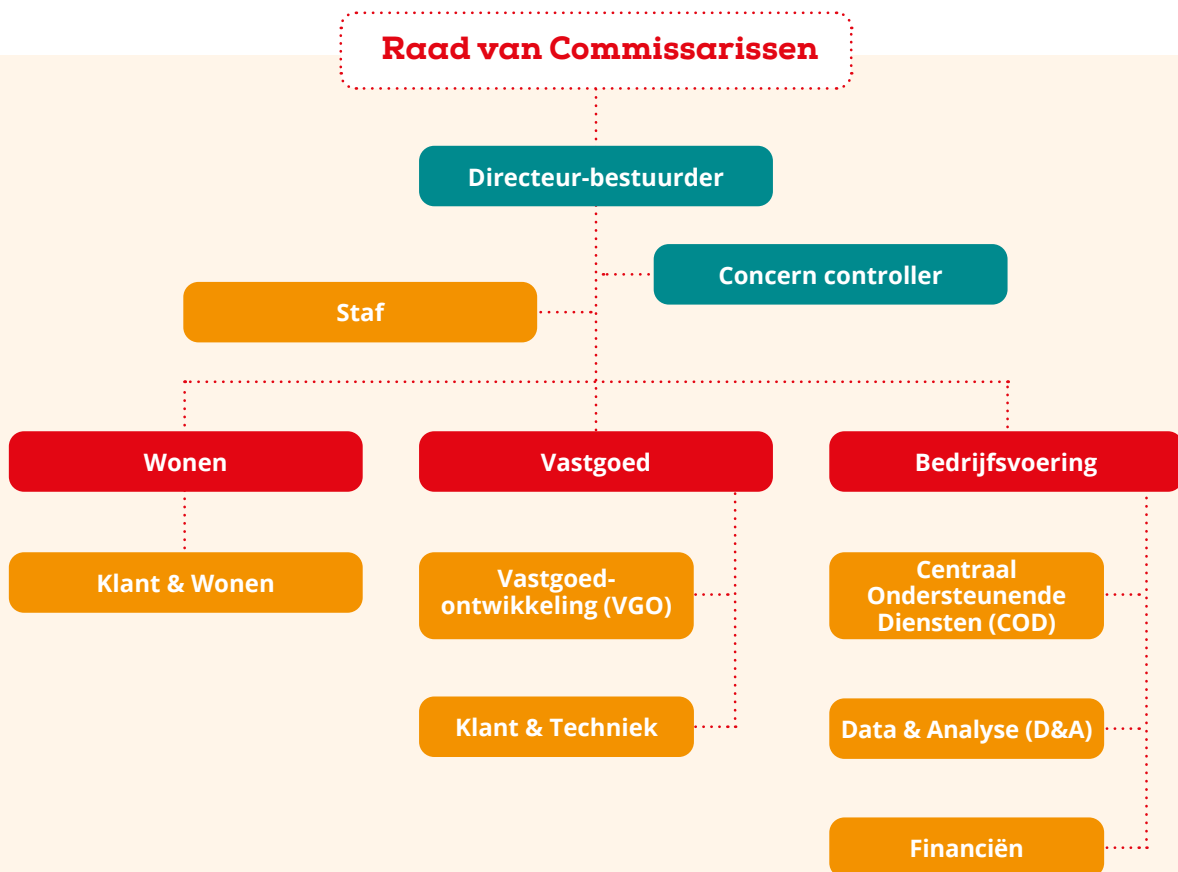 Raad van Commissarissen
Directeur-bestuurder
Concern controller
Staf
Wonen
Vastgoed
Bedrijfsvoering
Klant & Wonen
Vastgoed-
ontwikkeling (VGO)
Centraal
Ondersteunende
Diensten (COD)
Klant & Techniek
Data & Analyse (D&A)
Financiën